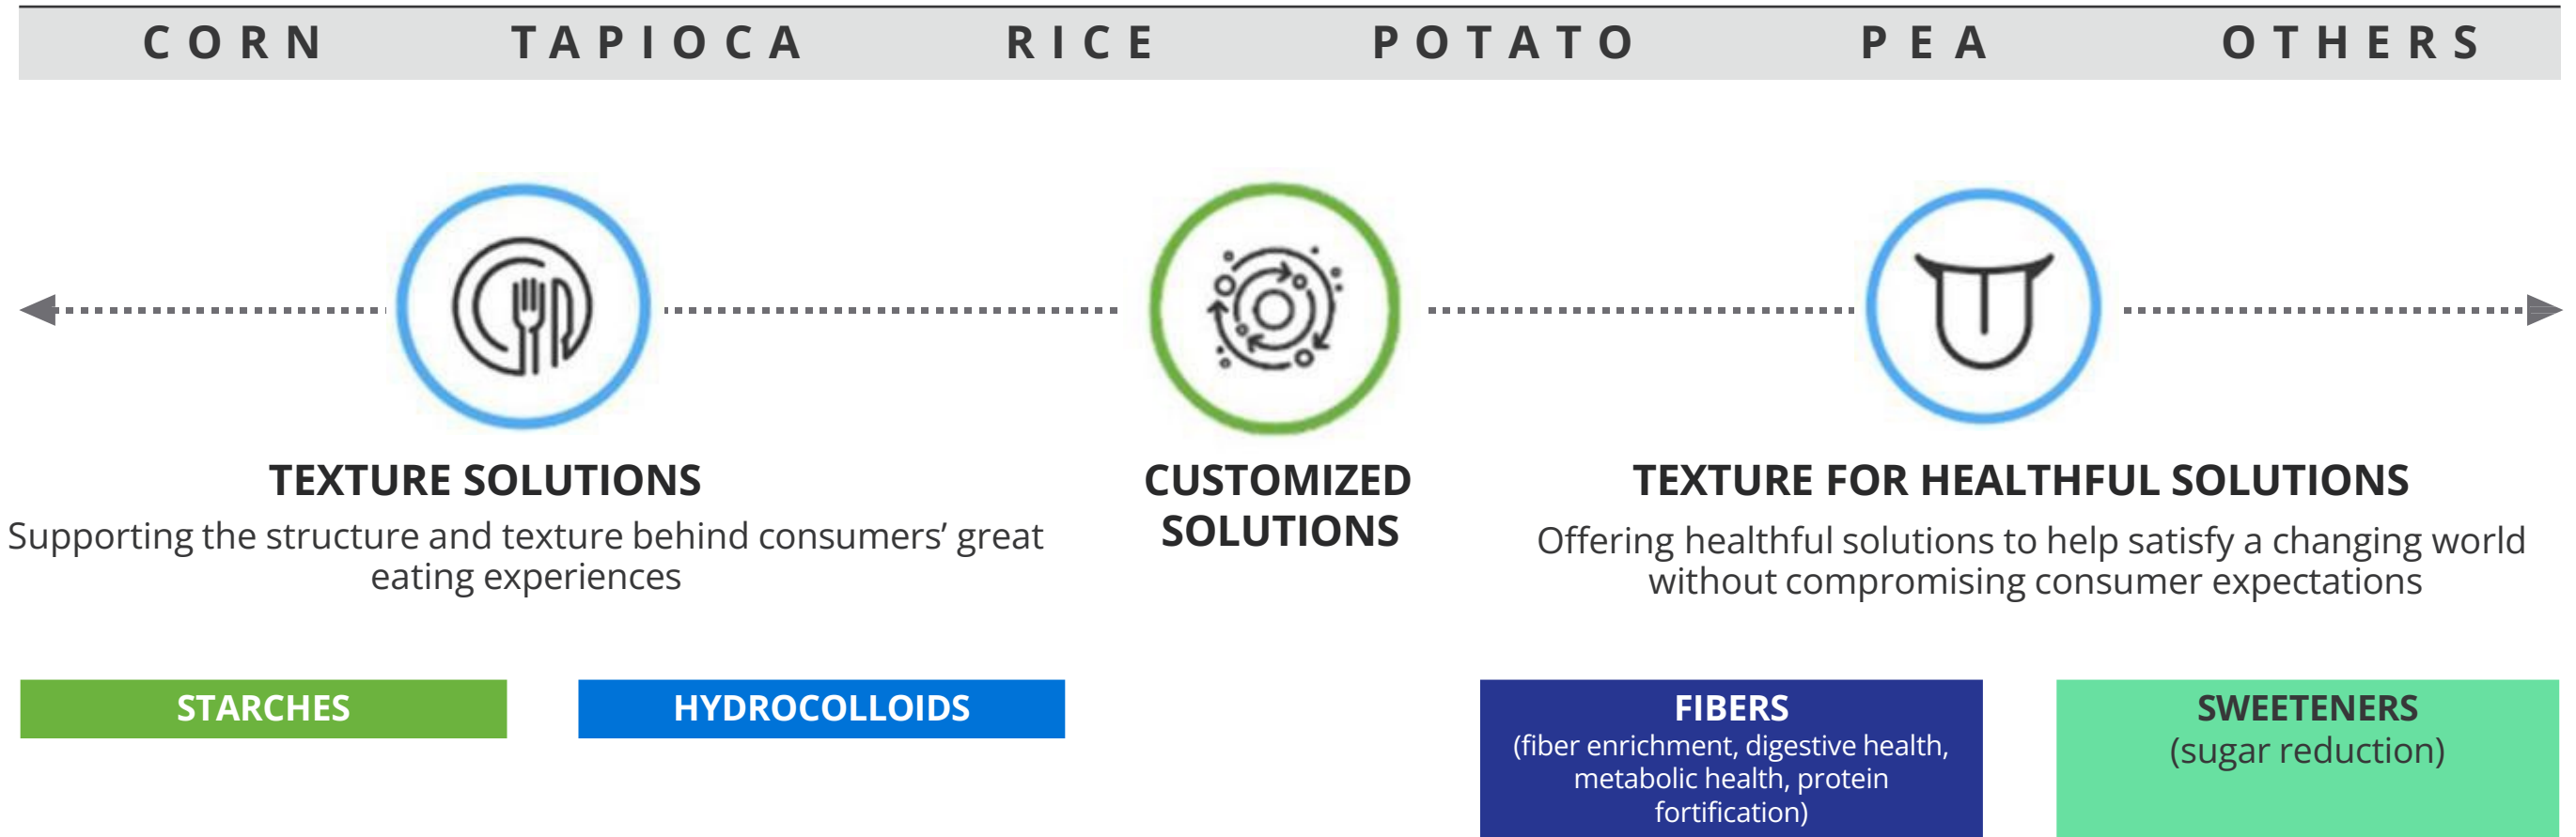 CORN TAPIOCA RICE POTATO PEA OTHERS
TEXTURE SOLUTIONS
Supporting the structure and texture behind consumers’ great
eating experiences
CUSTOMIZED
SOLUTIONS
TEXTURE FOR HEALTHFUL SOLUTIONS
Offering healthful solutions to help satisfy a changing world
without compromising consumer expectations
STARCHES
HYDROCOLLOIDS
FIBERS
(fiber enrichment, digestive health,
metabolic health, protein
fortification)
SWEETENERS
(sugar reduction)